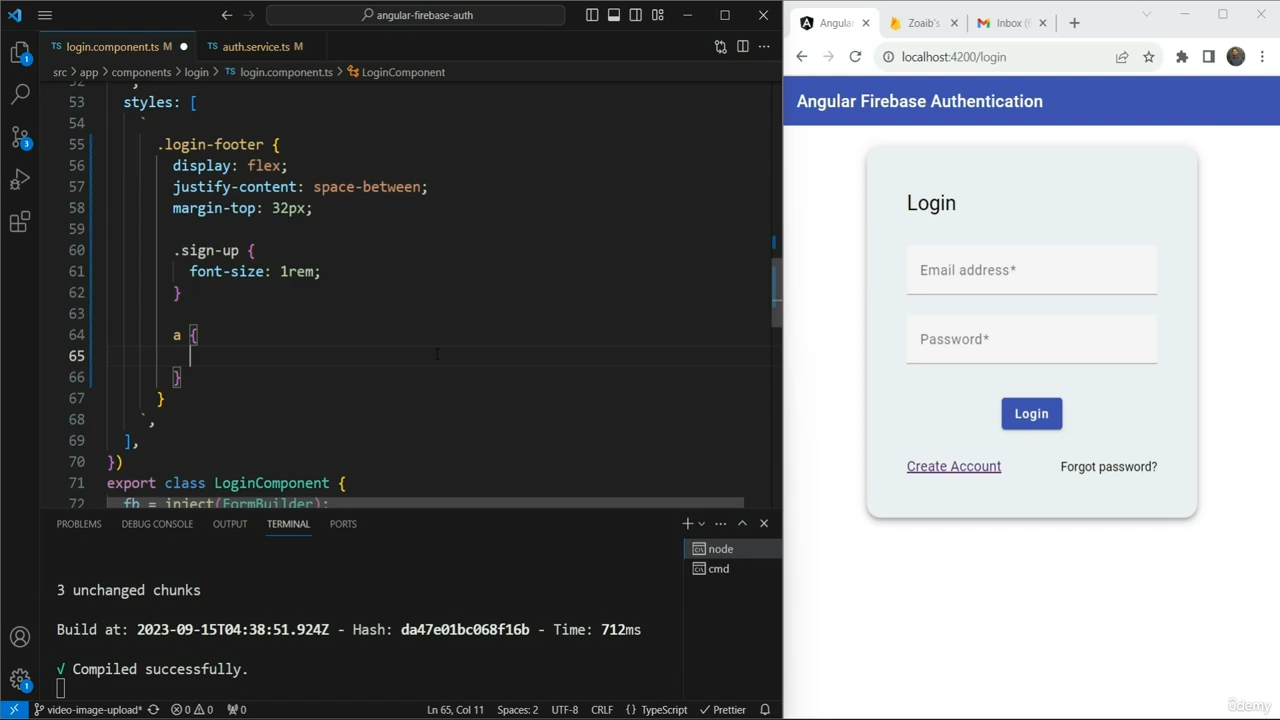 angular-firebase-auth
login.component.ts M
auth.service.ts M
src > app > components > login > login.component.ts > LoginComponent
53 styles: [
54 `
55 .login-footer {
56 display: flex;
57 justify-content: space-between;
58 margin-top: 32px;
59
60 .sign-up {
61 font-size: 1rem;
62 }
63
64 a {
65
66 }
67 }
68 `,
69 ],
70 })
71 export class LoginComponent {
72 fb = inject(FormBuilder);
PROBLEMS DEBUG CONSOLE OUTPUT TERMINAL PORTS
node
cmd
3 unchanged chunks
Build at: 2023-09-15T04:38:51.924Z - Hash: da47e01bc068f16b - Time: 712ms
√ Compiled successfully.
video-image-upload* 0 0 0 Ln 65, Col 11 Spaces: 2 UTF-8 CRLF {} TypeScript Prettier
Angular
Zoaib's
Inbox (
localhost:4200/login
Angular Firebase Authentication
Login
Email address*
Password*
Login
Create Account Forgot password?
ûdemy